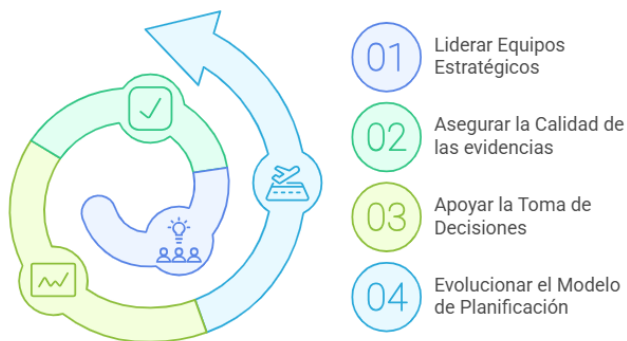 01
Liderar Equipos
Estratégicos
02
Asegurar la Calidad de
las evidencias
03
Apoyar la Toma de
Decisiones
04
Evolucionar el Modelo
de Planificación